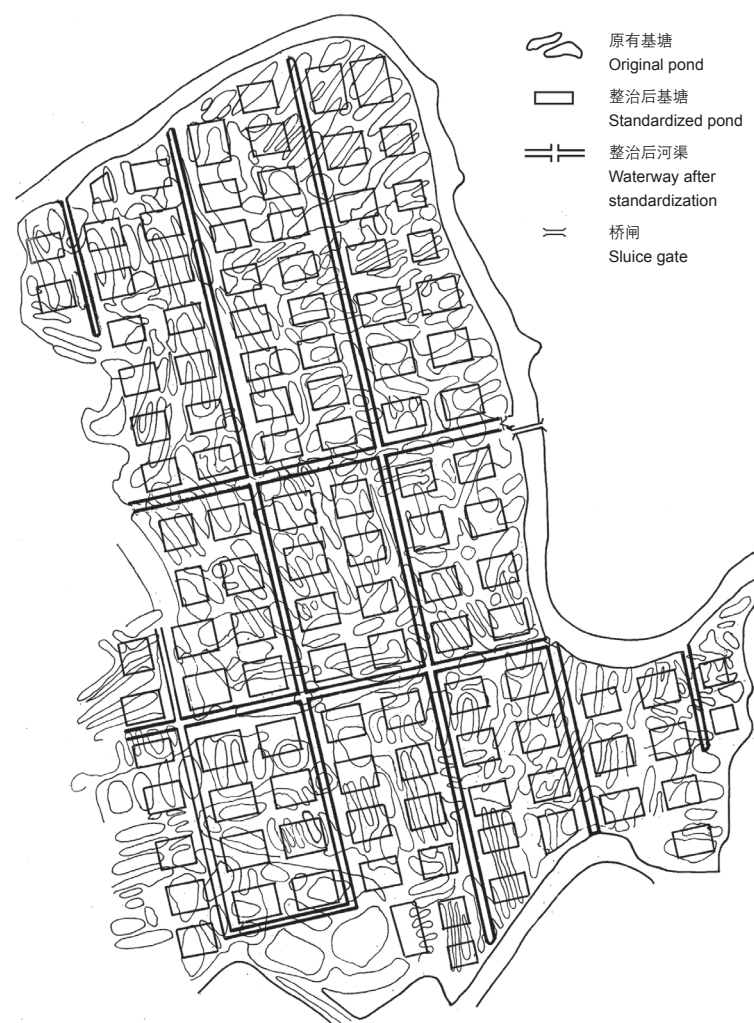 原有基塘
Original pond
整治后基塘
Standardized pond
整治后河渠
Waterway after
standardization
桥闸
Sluice gate